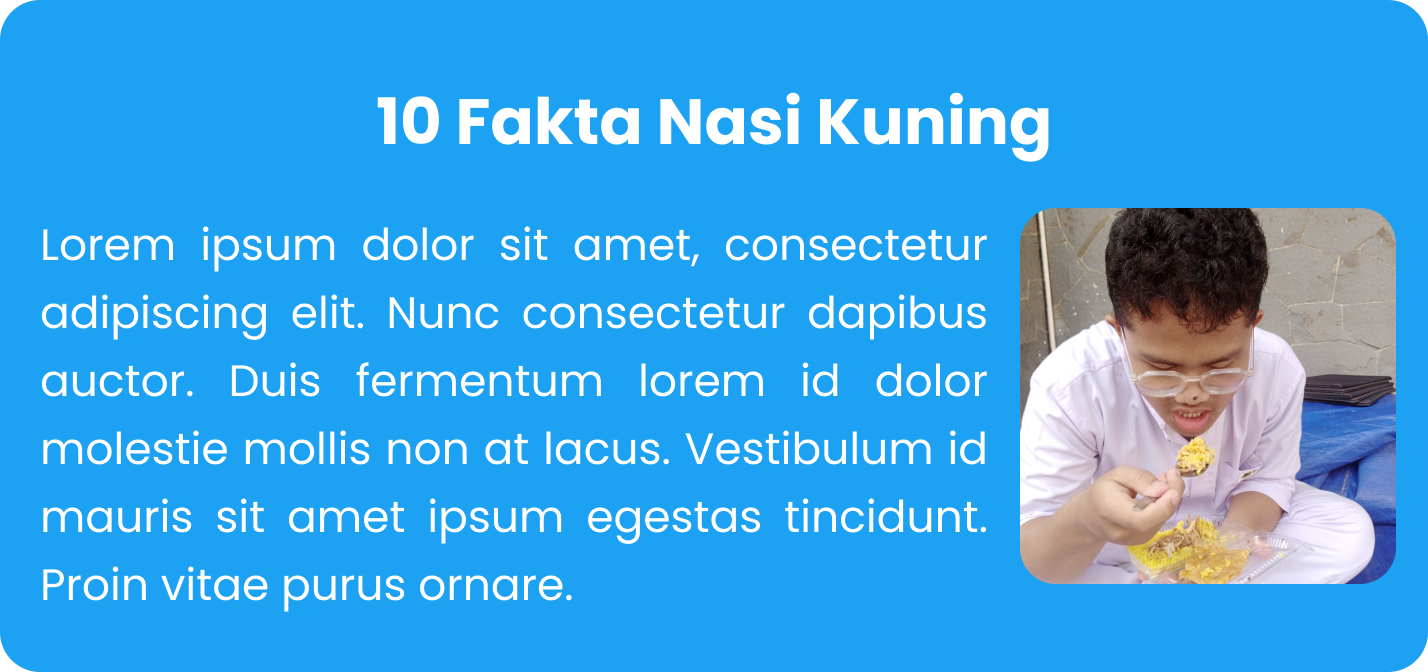 10 Fakta Nasi Kuning
Lorem ipsum dolor sit amet, consectetur
adipiscing elit. Nunc consectetur dapibus
auctor. Duis fermentum lorem id dolor
molestie mollis non at lacus. Vestibulum id
mauris sit amet ipsum egestas tincidunt.
Proin vitae purus ornare.